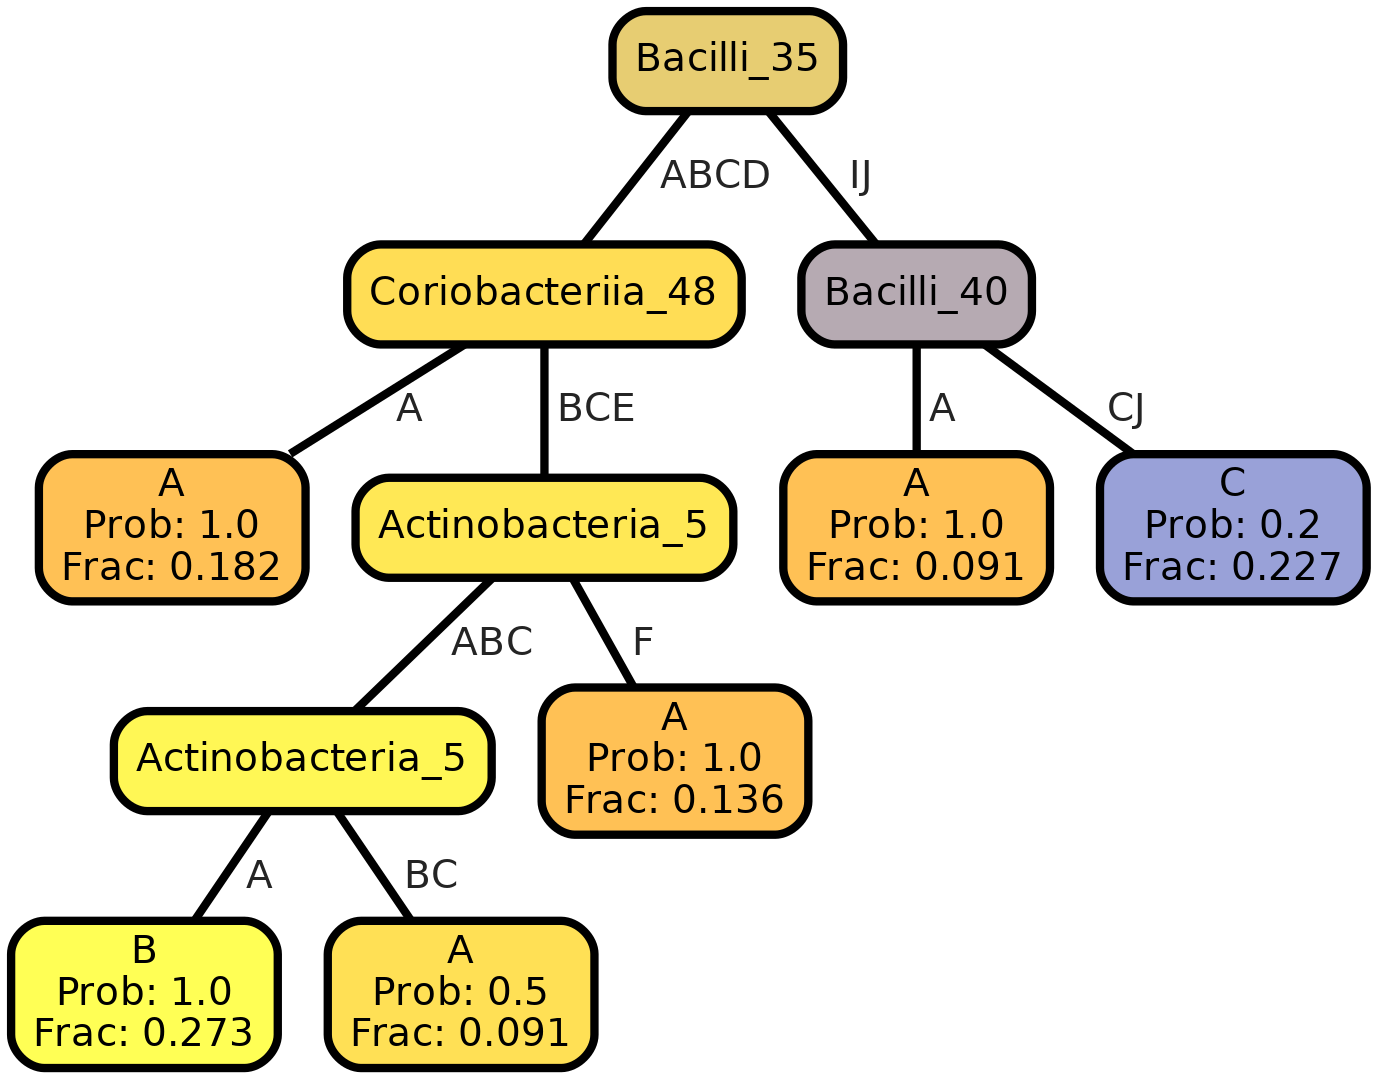 Bacilli_35
ABCD
IJ
Coriobacteriia_48
Bacilli_40
A
BCE
A
CJ
A
Prob: 1.0
Frac: 0.182
Actinobacteria_5
A
Prob: 1.0
Frac: 0.091
C
Prob: 0.2
Frac: 0.227
ABC
F
Actinobacteria_5
A
Prob: 1.0
Frac: 0.136
A
BC
B
Prob: 1.0
Frac: 0.273
A
Prob: 0.5
Frac: 0.091